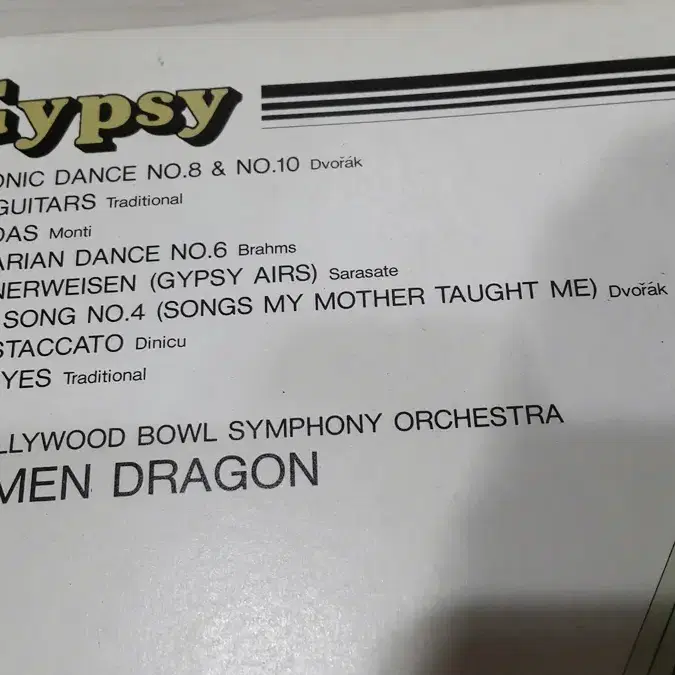 Gypsy
ONIC DANCE NO.8 & NO.10 Dvořák
GUITARS Traditional
DAS Monti
ARIAN DANCE NO.6 Brahms
NERWEISEN (GYPSY AIRS) Sarasate
SONG NO.4 (SONGS MY MOTHER TAUGHT ME) Dvořák
STACCATO Dinicu
YES Traditional
LLYWOOD BOWL SYMPHONY ORCHESTRA
MEN DRAGON